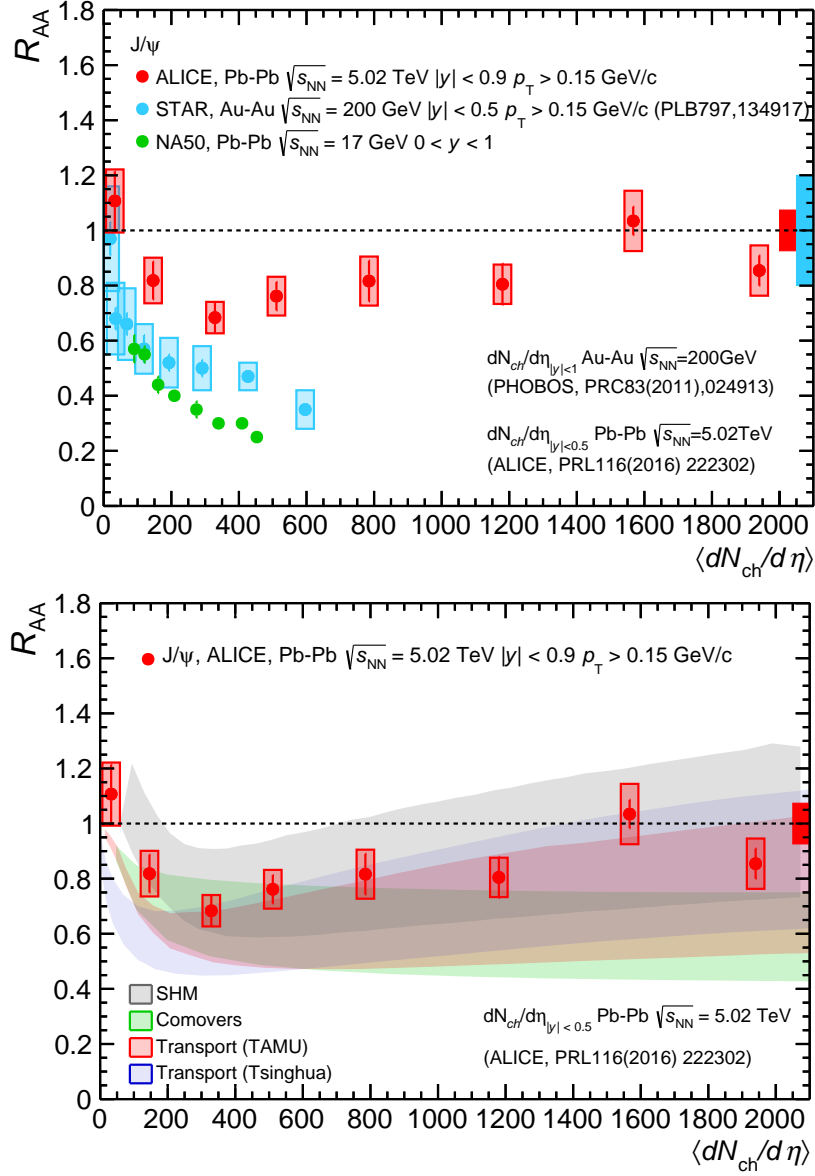 R_AA
1.8
J/ψ
1.6
ALICE, Pb-Pb √s_NN = 5.02 TeV |y| < 0.9 p_T > 0.15 GeV/c
STAR, Au-Au √s_NN = 200 GeV |y| < 0.5 p_T > 0.15 GeV/c (PLB797,134917)
1.4
NA50, Pb-Pb √s_NN = 17 GeV 0 < y < 1
1.2
1
0.8
0.6
dN_ch/dη_|y|<1 Au-Au √s_NN=200GeV
(PHOBOS, PRC83(2011),024913)
0.4
dN_ch/dη_|y|<0.5 Pb-Pb √s_NN=5.02TeV
0.2
(ALICE, PRL116(2016) 222302)
0
0 200 400 600 800 1000 1200 1400 1600 1800 2000
⟨dN_ch/dη⟩
R_AA
1.8
1.6
J/ψ, ALICE, Pb-Pb √s_NN = 5.02 TeV |y| < 0.9 p_T > 0.15 GeV/c
1.4
1.2
1
0.8
0.6
0.4
SHM
Comovers
dN_ch/dη_|y| < 0.5 Pb-Pb √s_NN = 5.02 TeV
0.2
Transport (TAMU)
(ALICE, PRL116(2016) 222302)
Transport (Tsinghua)
0
0 200 400 600 800 1000 1200 1400 1600 1800 2000
⟨dN_ch/dη⟩